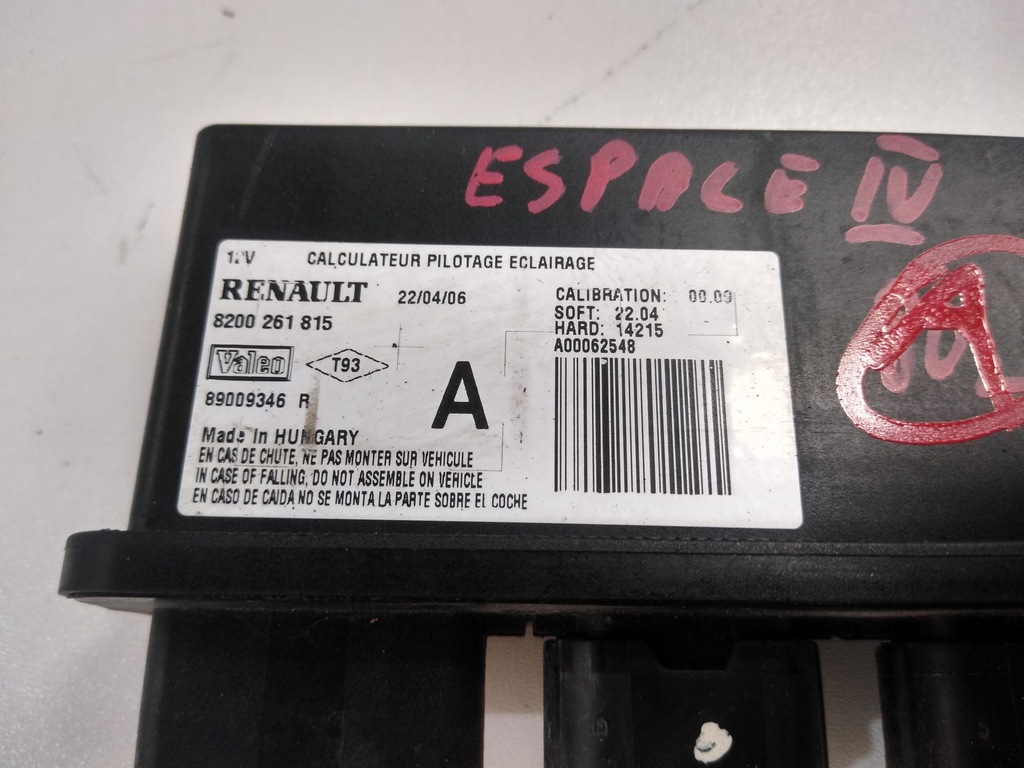 ESPACE IV
A
12V CALCULATEUR PILOTAGE ECLAIRAGE
RENAULT 22/04/06
8200 261 815
CALIBRATION: 00.09
SOFT: 22.04
HARD: 14215
A00062548
Valeo T93
A
89009346 R
Made in HUNGARY
EN CAS DE CHUTE, NE PAS MONTER SUR VEHICULE
IN CASE OF FALLING, DO NOT ASSEMBLE ON VEHICLE
EN CASO DE CAIDA NO SE MONTA LA PARTE SOBRE EL COCHE